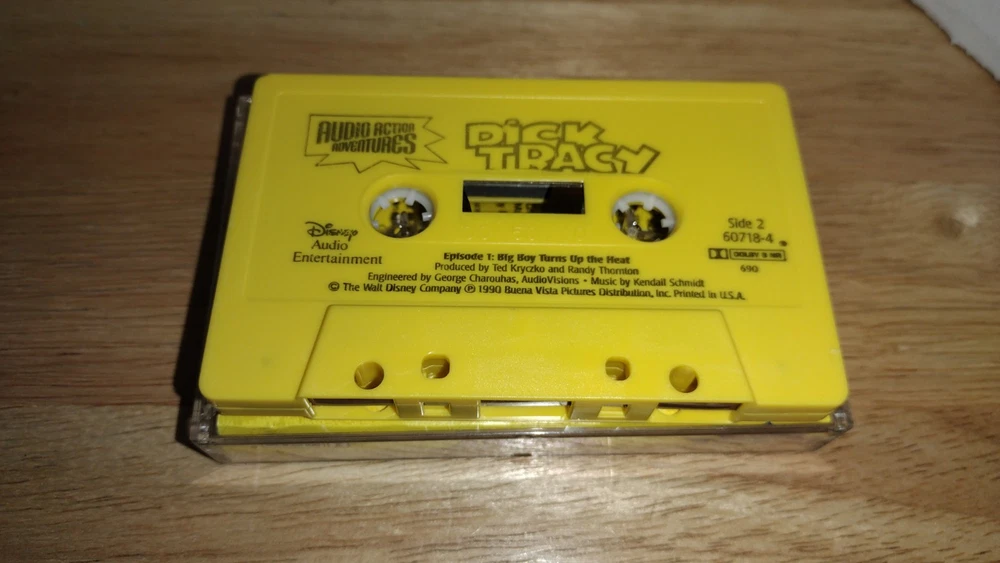 AUDIO ACTION
ADVENTURES
DICK
TRACY
Disney
Audio
Entertainment
Side 2
60718-4
DOLBY B NR
690
Episode 1: Big Boy Turns Up the Heat
Produced by Ted Kryczko and Randy Thornton
Engineered by George Charouhas, AudioVisions • Music by Kendall Schmidt
© The Walt Disney Company ℗ 1990 Buena Vista Pictures Distribution, Inc. Printed in U.S.A.